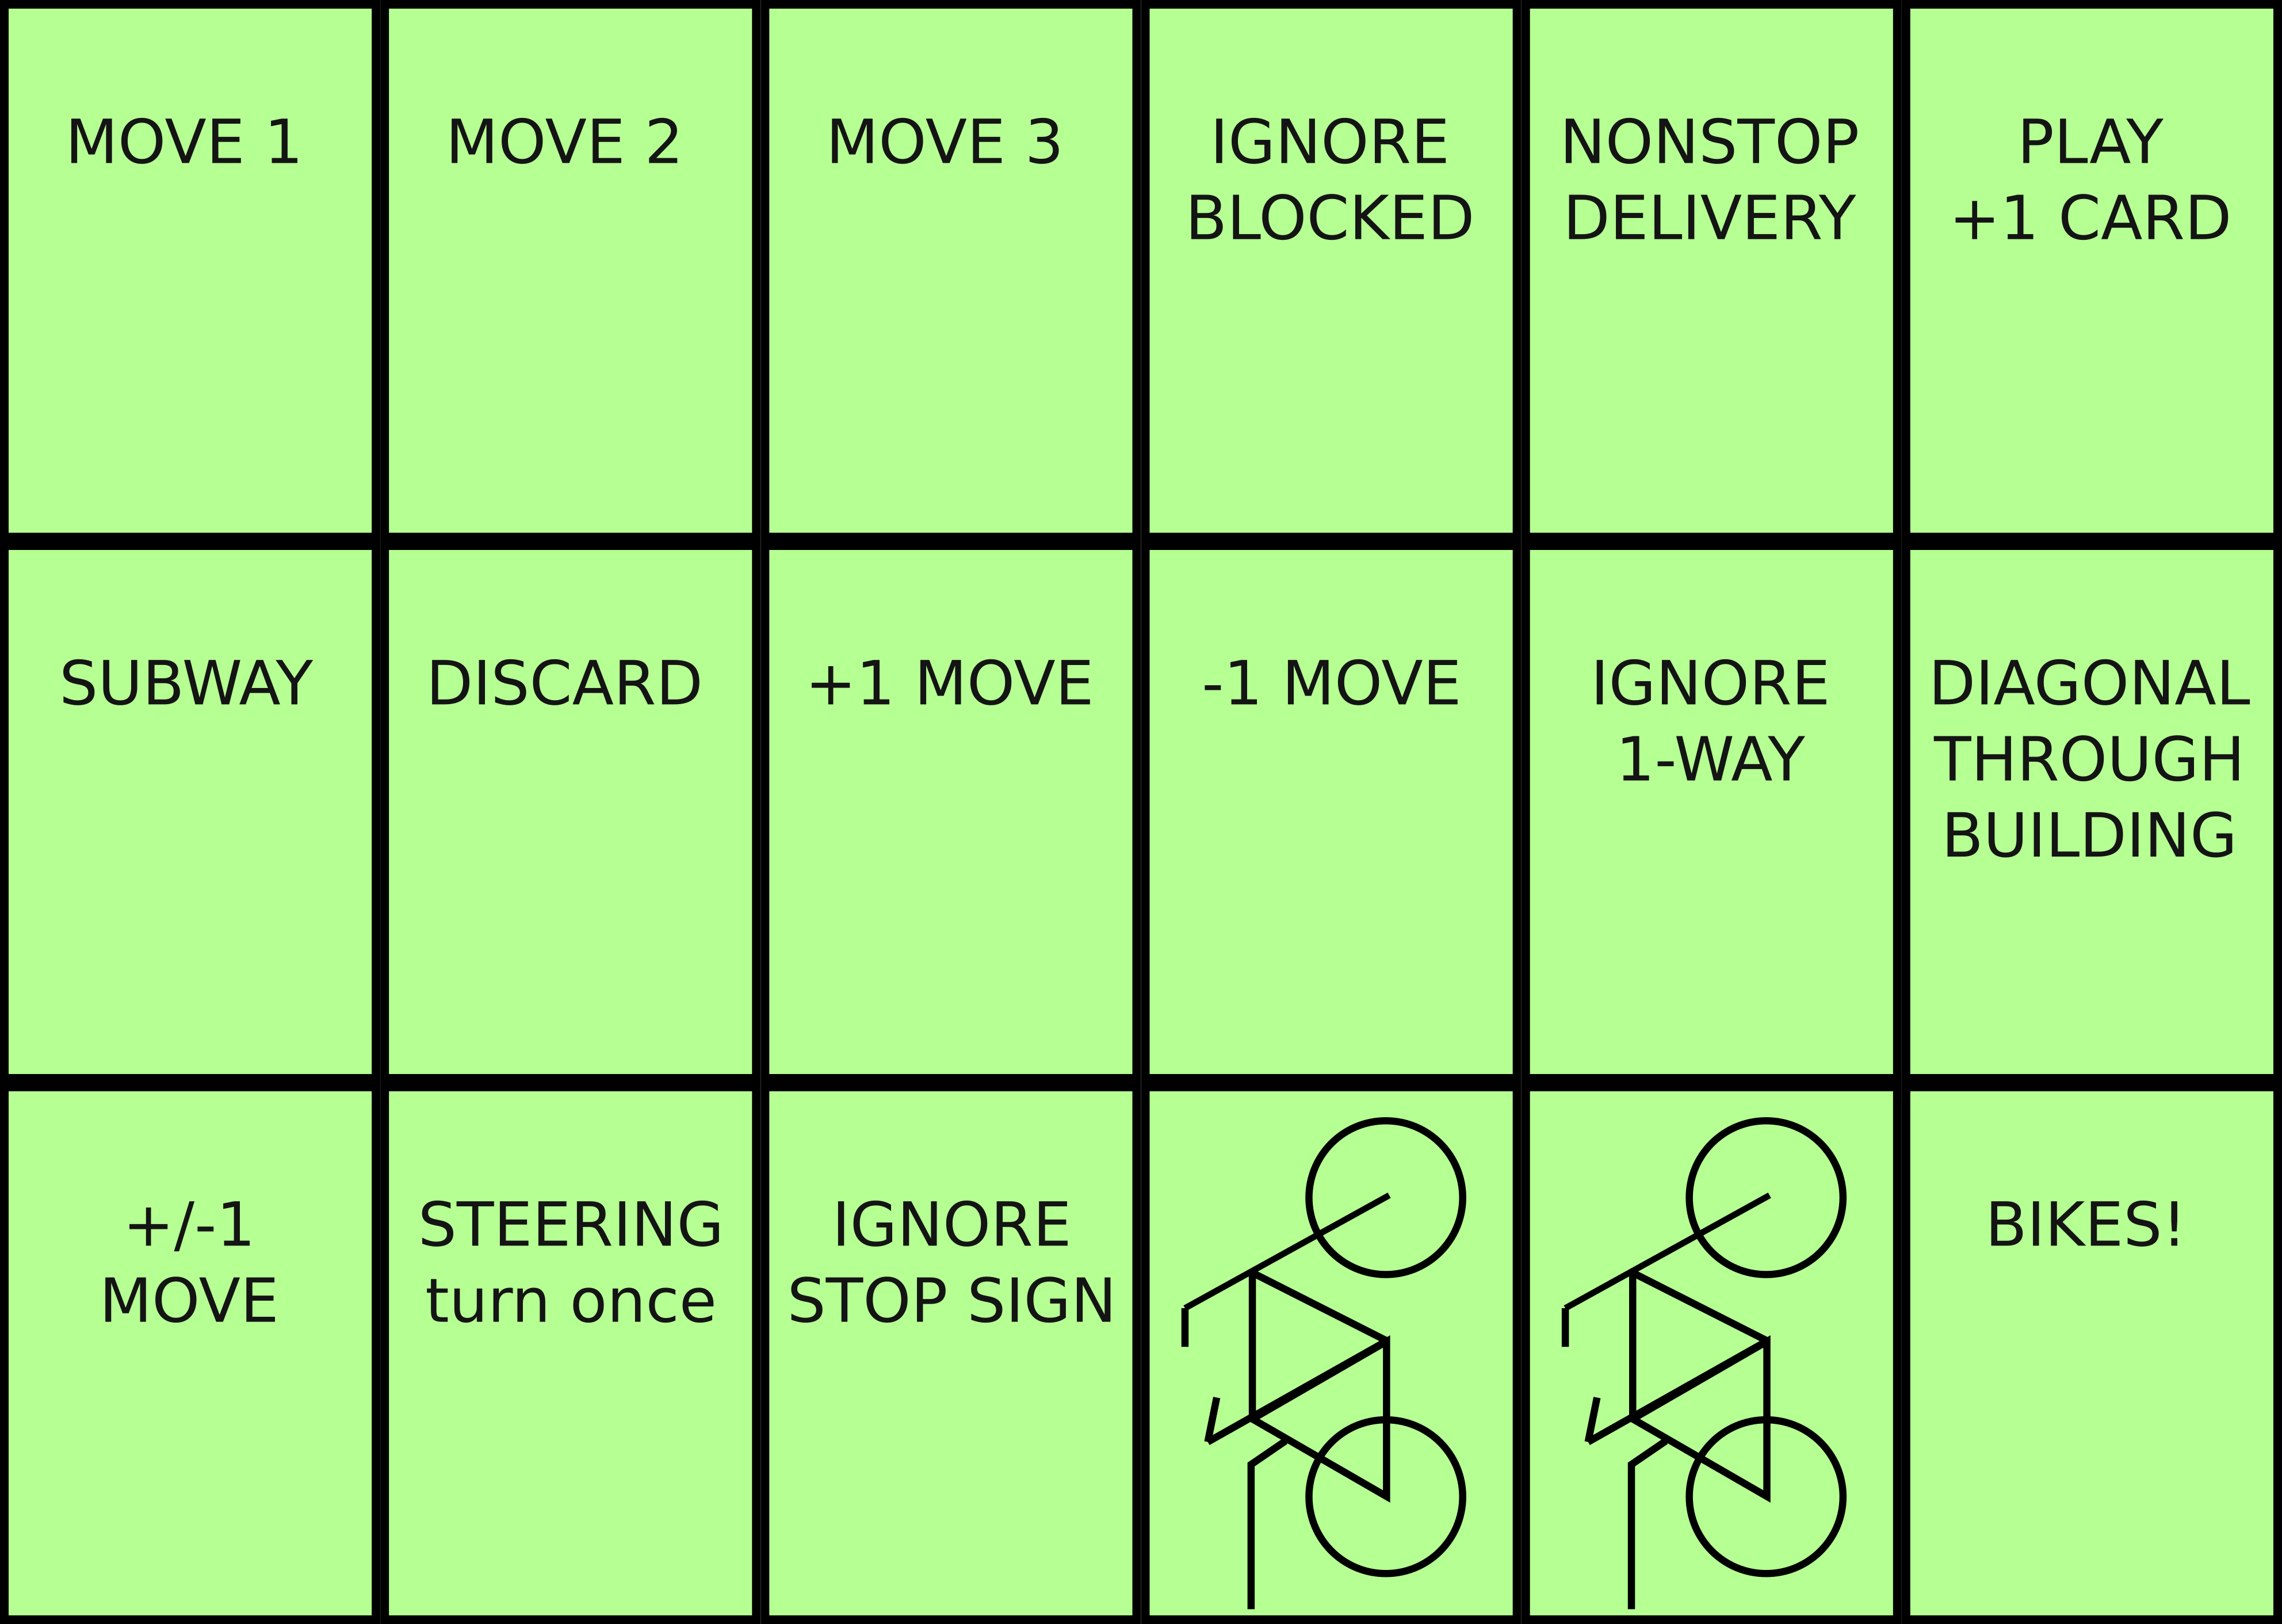 MOVE 1
MOVE 2
MOVE 3
IGNORE
BLOCKED
NONSTOP
DELIVERY
PLAY
+1 CARD
SUBWAY
DISCARD
+1 MOVE
-1 MOVE
IGNORE
1-WAY
DIAGONAL
THROUGH
BUILDING
+/-1
MOVE
STEERING
turn once
IGNORE
STOP SIGN
BIKES!